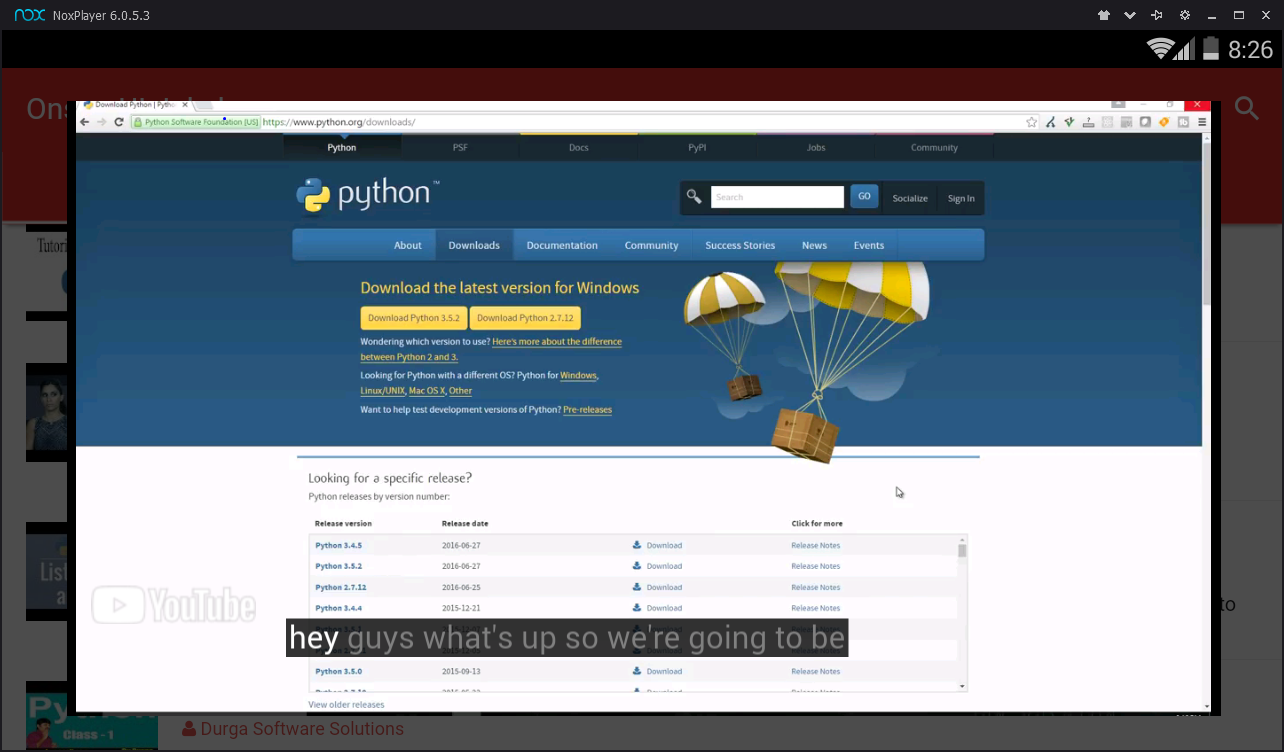 nox NoxPlayer 6.0.5.3
8:26
Download Python | Pytho
Python Software Foundation [US] https://www.python.org/downloads/
Python PSF Docs PyPI Jobs Community
python™
Search GO Socialize Sign In
About Downloads Documentation Community Success Stories News Events
Download the latest version for Windows
Download Python 3.5.2 Download Python 2.7.12
Wondering which version to use? Here's more about the difference
between Python 2 and 3.
Looking for Python with a different OS? Python for Windows,
Linux/UNIX, Mac OS X, Other
Want to help test development versions of Python? Pre-releases
Looking for a specific release?
Python releases by version number:
Release version Release date Click for more
Python 3.4.5 2016-06-27 Download Release Notes
Python 3.5.2 2016-06-27 Download Release Notes
Python 2.7.12 2016-06-25 Download Release Notes
Python 3.4.4 2015-12-21 Download Release Notes
YouTube
hey guys what's up so we're going to be
Python 3.5.0 2015-09-13 Download Release Notes
View older releases
Tutori
List
to
Class - 1
Durga Software Solutions